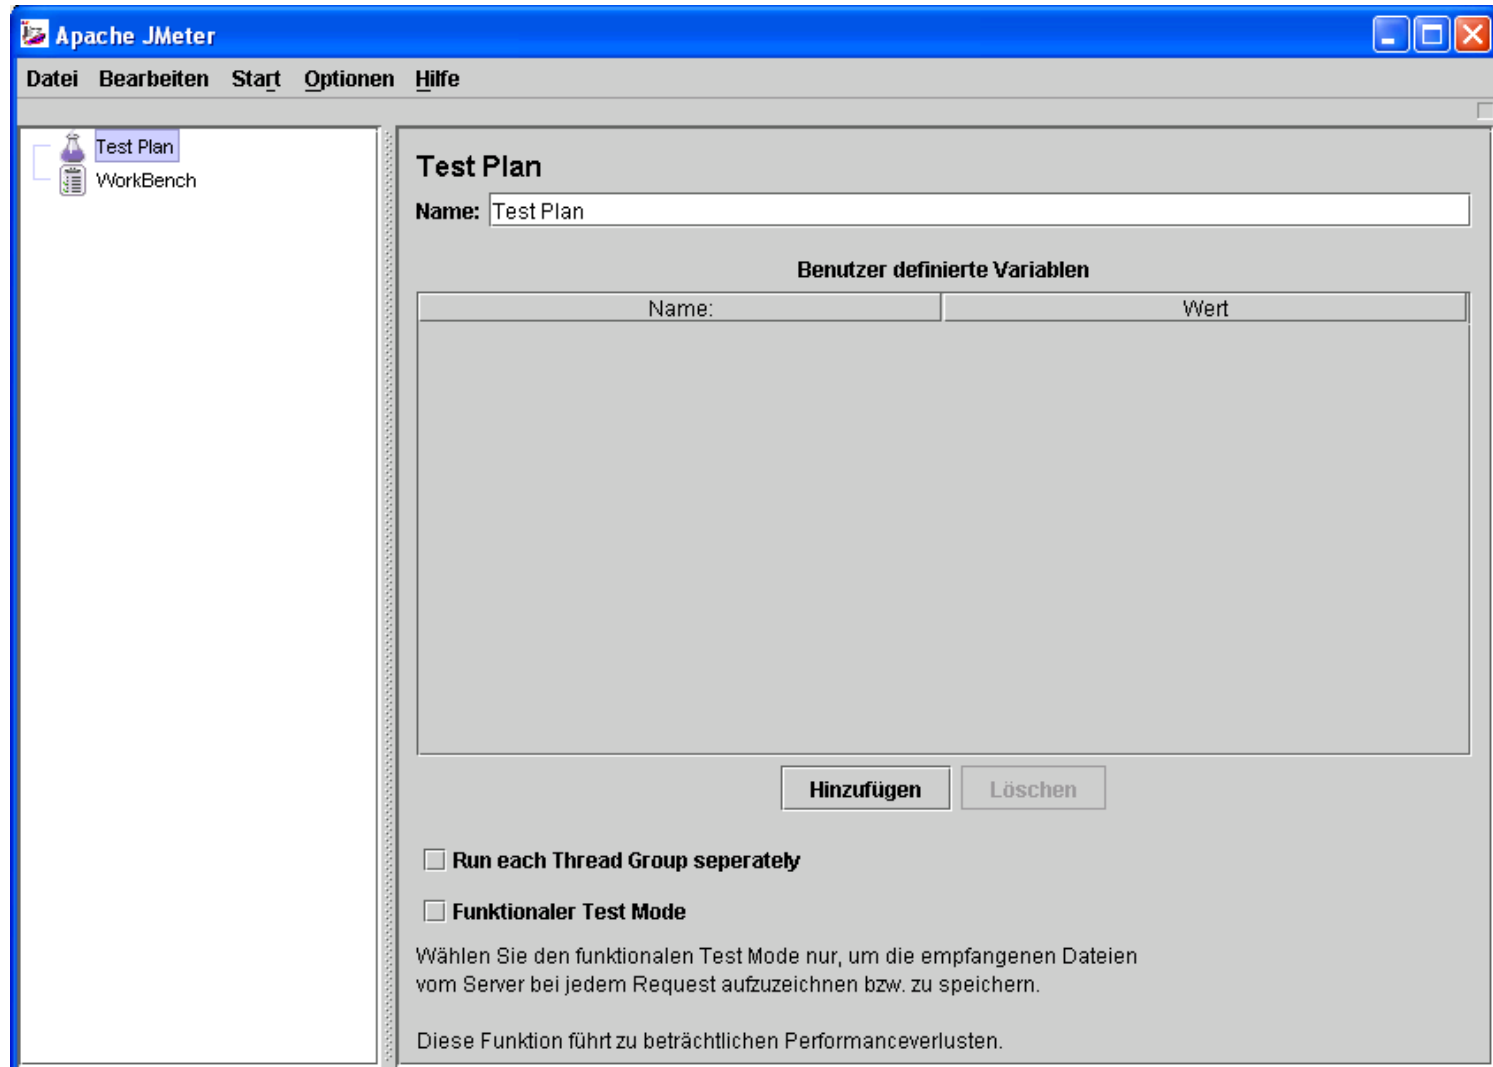 Apache JMeter
Datei Bearbeiten Start Optionen Hilfe
Test Plan
WorkBench
Test Plan
Name: Test Plan
Benutzer definierte Variablen
Name: Wert
Hinzufügen Löschen
Run each Thread Group seperately
Funktionaler Test Mode
Wählen Sie den funktionalen Test Mode nur, um die empfangenen Dateien
vom Server bei jedem Request aufzuzeichnen bzw. zu speichern.
Diese Funktion führt zu beträchtlichen Performanceverlusten.